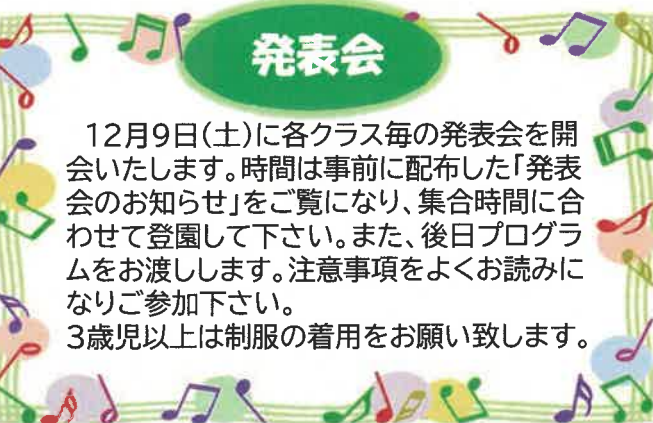 発表会
12月9日(土)に各クラス毎の発表会を開
会いたします。時間は事前に配布した「発表
会のお知らせ」をご覧になり、集合時間に合
わせて登園して下さい。また、後日プログラ
ムをお渡しします。注意事項をよくお読みに
なりご参加下さい。
3歳児以上は制服の着用をお願い致します。